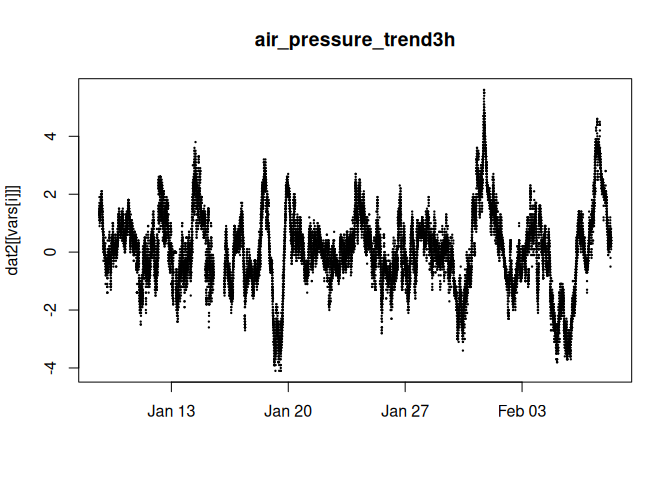 air_pressure_trend3h
dat2[[vars[i]]]
4
2
0
-2
-4
Jan 13
Jan 20
Jan 27
Feb 03